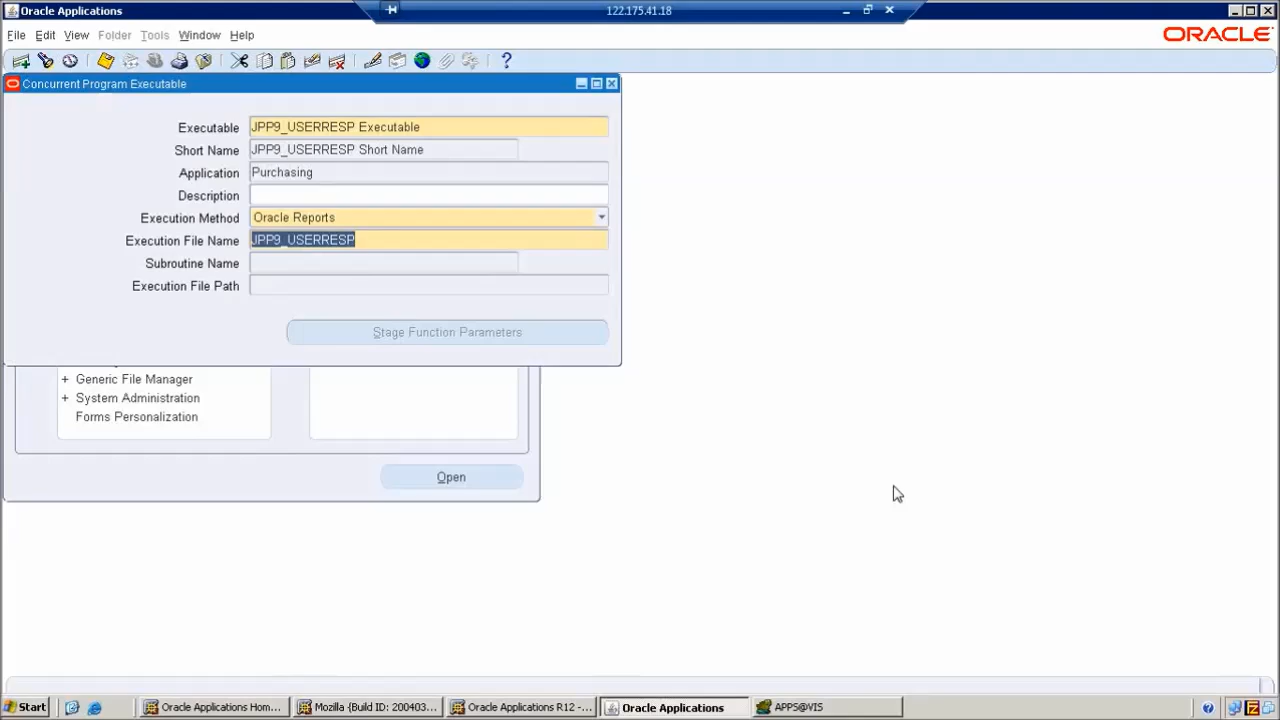 Oracle Applications
122.175.41.18
File Edit View Folder Tools Window Help
ORACLE
Concurrent Program Executable
Executable JPP9_USERRESP Executable
Short Name JPP9_USERRESP Short Name
Application Purchasing
Description
Execution Method Oracle Reports
Execution File Name JPP9_USERRESP
Subroutine Name
Execution File Path
Stage Function Parameters
+ Generic File Manager
+ System Administration
Forms Personalization
Open
Start
Oracle Applications Hom...
Mozilla {Build ID: 200403...
Oracle Applications R12 -...
Oracle Applications
APPS@VIS